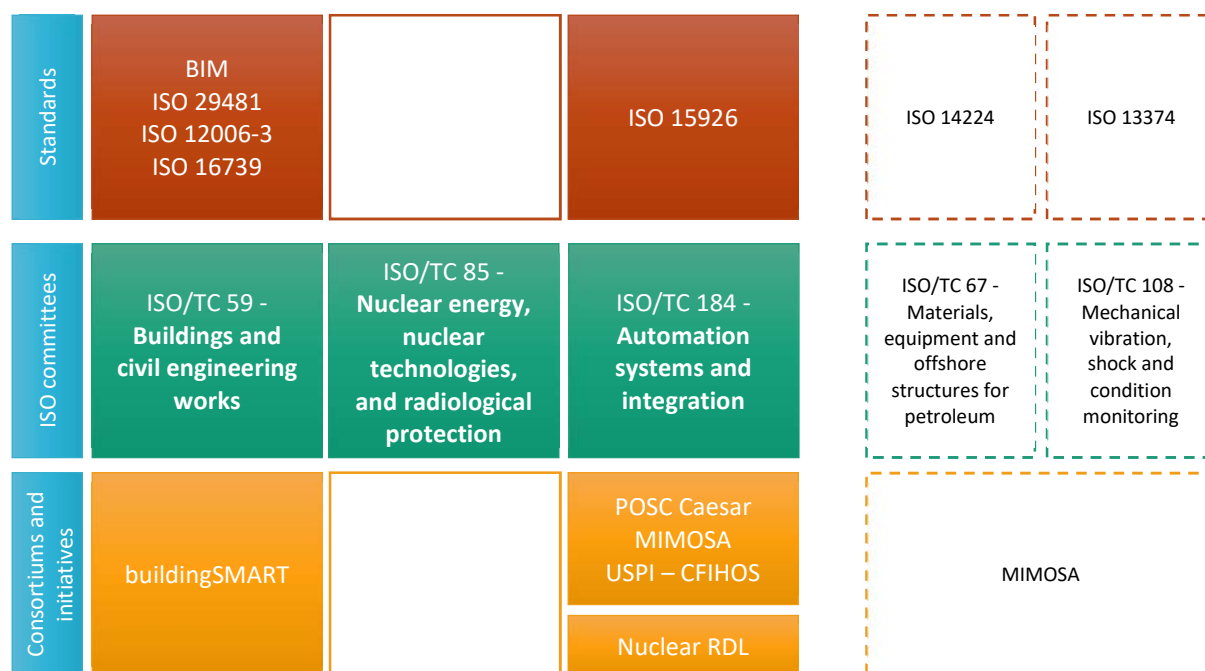 Standards
BIM
ISO 29481
ISO 12006-3
ISO 16739
ISO 15926
ISO 14224
ISO 13374
ISO committees
ISO/TC 59 -
Buildings and
civil engineering
works
ISO/TC 85 -
Nuclear energy,
nuclear
technologies,
and radiological
protection
ISO/TC 184 -
Automation
systems and
integration
ISO/TC 67 -
Materials,
equipment and
offshore
structures for
petroleum
ISO/TC 108 -
Mechanical
vibration,
shock and
condition
monitoring
Consortiums and
initiatives
buildingSMART
POSC Caesar
MIMOSA
USPI – CFIHOS
Nuclear RDL
MIMOSA